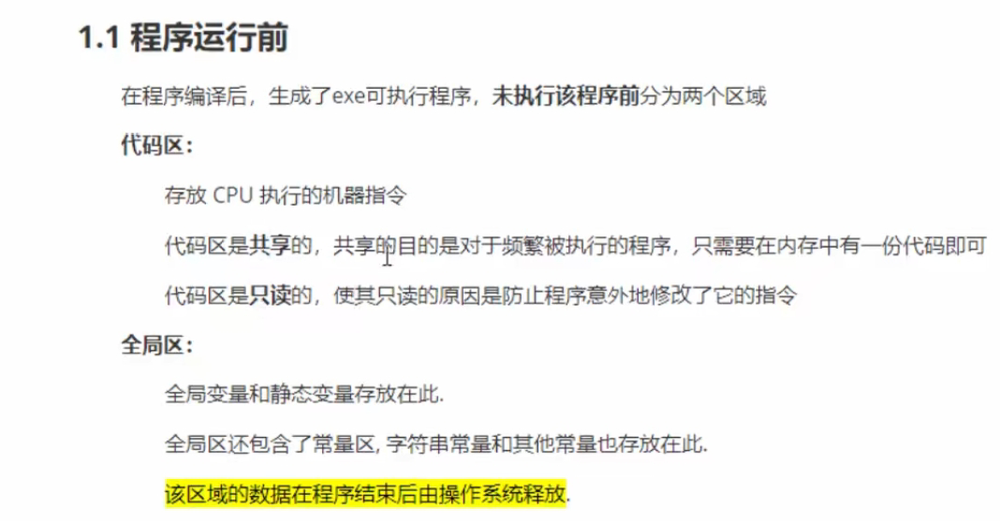 1.1 程序运行前
在程序编译后，生成了exe可执行程序，未执行该程序前分为两个区域
代码区：
存放 CPU 执行的机器指令
代码区是共享的，共享的目的是对于频繁被执行的程序，只需要在内存中有一份代码即可
代码区是只读的，使其只读的原因是防止程序意外地修改了它的指令
全局区：
全局变量和静态变量存放在此.
全局区还包含了常量区, 字符串常量和其他常量也存放在此.
该区域的数据在程序结束后由操作系统释放.